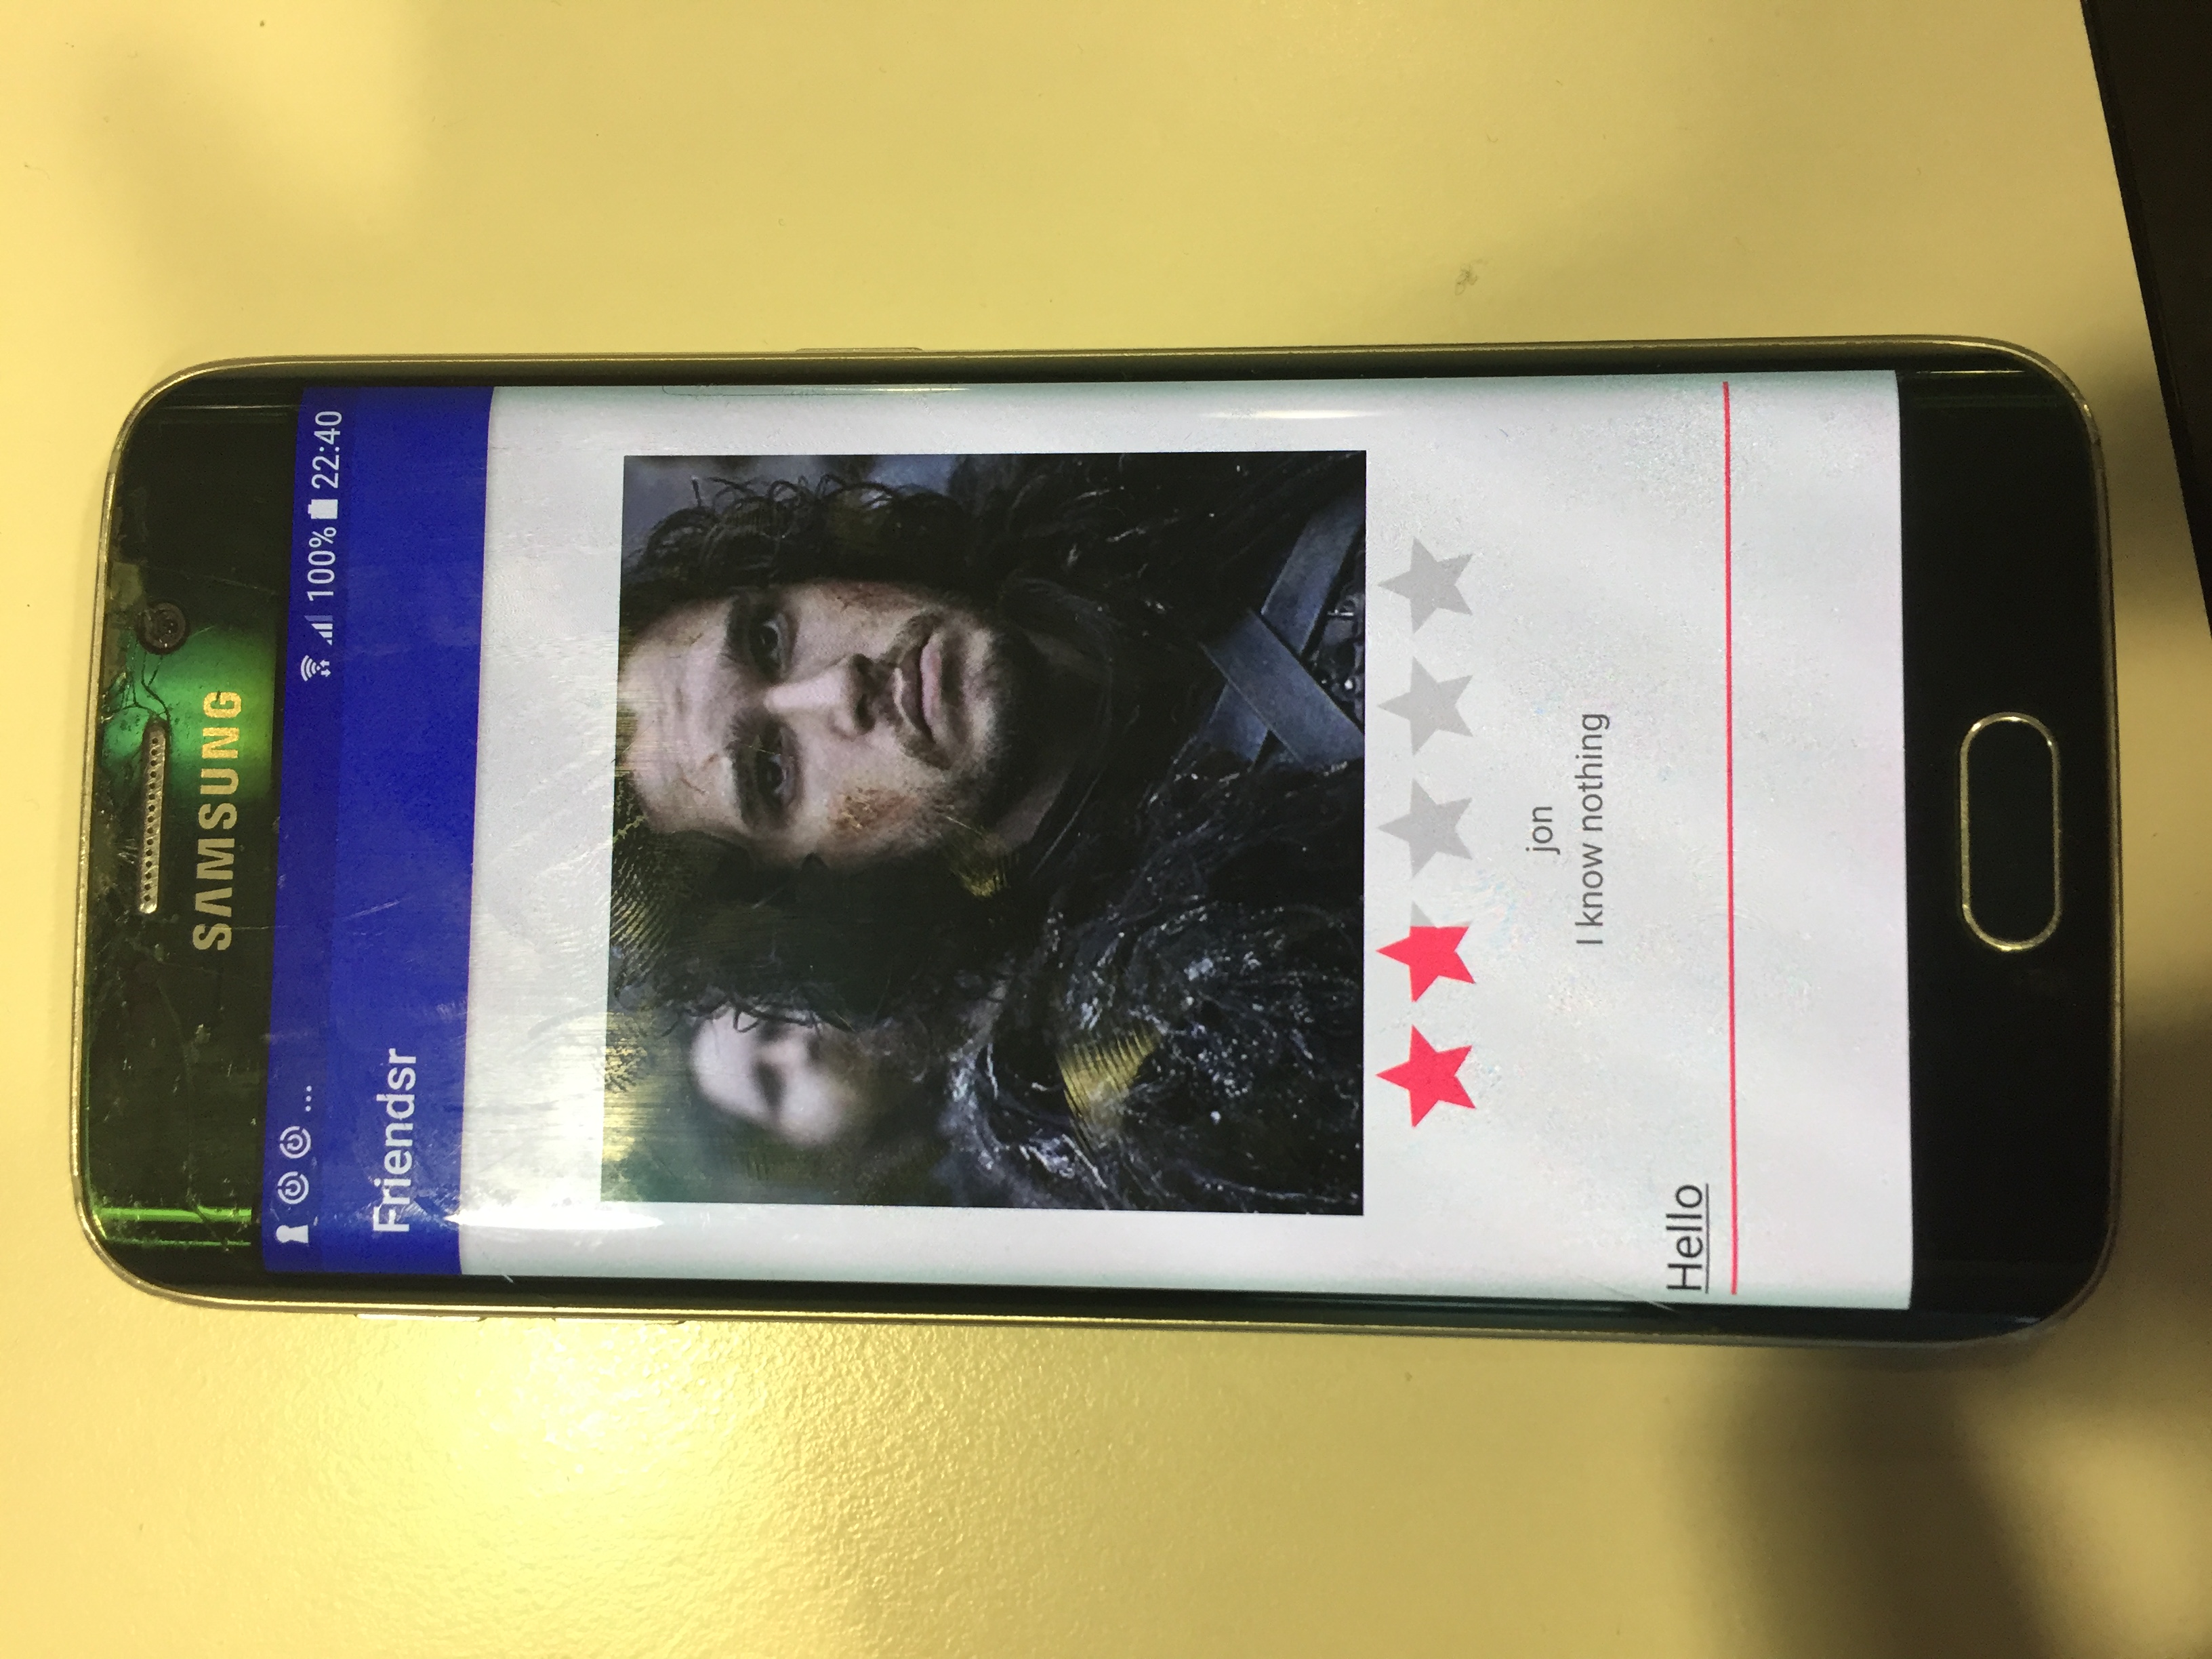 SAMSUNG
... 100% 22:40
Friendsr
jon
I know nothing
Hello